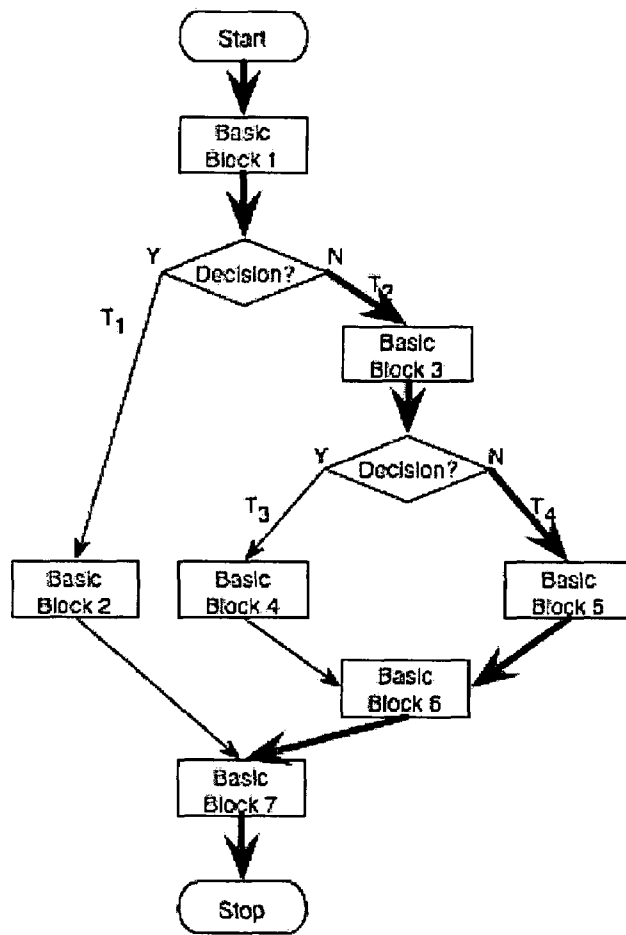 Start
Basic
Block 1
Y
N
Decision?
T1
T2
Basic
Block 3
Y
N
Decision?
T3
T4
Basic
Block 2
Basic
Block 4
Basic
Block 5
Basic
Block 6
Basic
Block 7
Stop